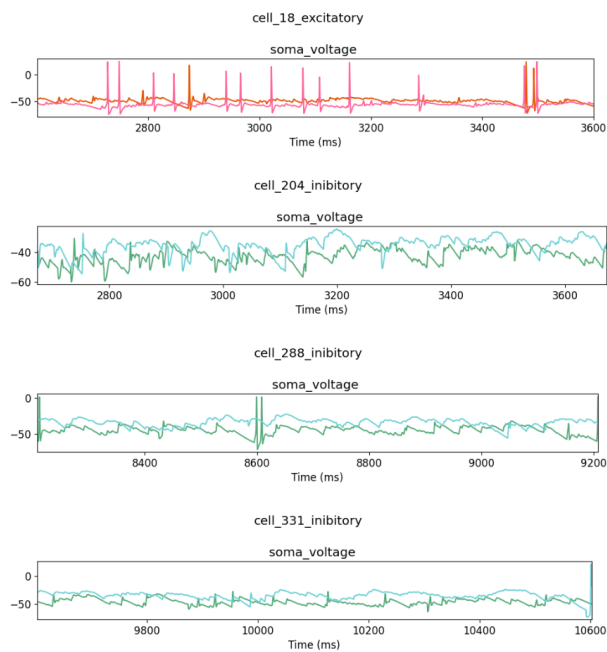 cell_18_excitatory
soma_voltage
0
−50
2800 3000 3200 3400 3600
Time (ms)
cell_204_inibitory
soma_voltage
−40
−60
2800 3000 3200 3400 3600
Time (ms)
cell_288_inibitory
soma_voltage
0
−50
8400 8600 8800 9000 9200
Time (ms)
cell_331_inibitory
soma_voltage
0
−50
9800 10000 10200 10400 10600
Time (ms)